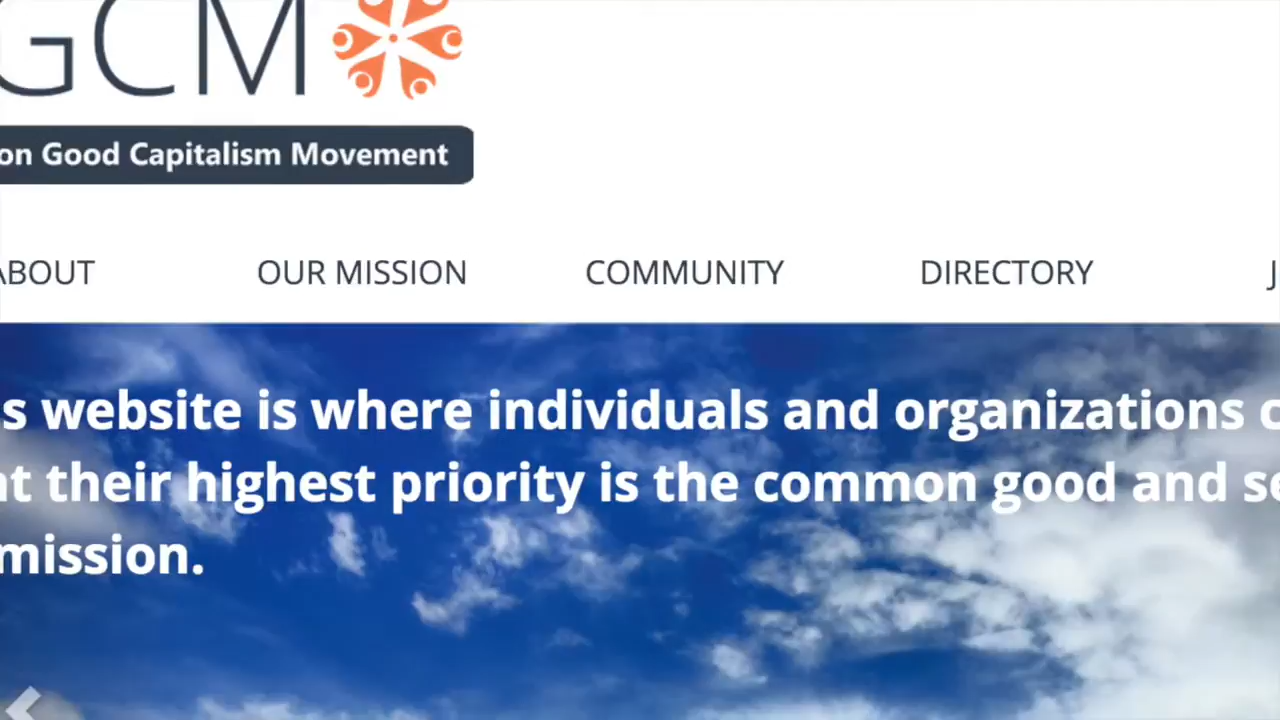 GCM
on Good Capitalism Movement
ABOUT OUR MISSION COMMUNITY DIRECTORY J
s website is where individuals and organizations c
at their highest priority is the common good and se
mission.